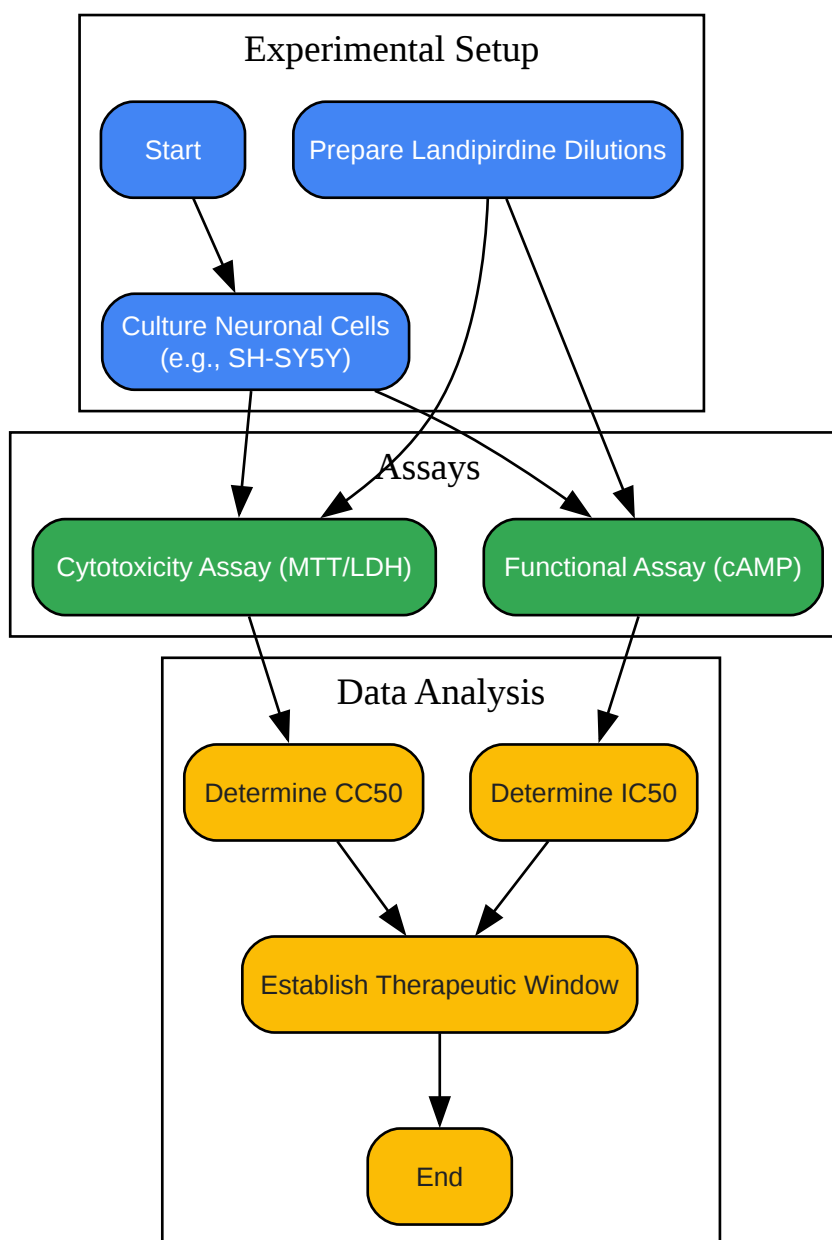 Experimental Setup
Start
Prepare Landipirdine Dilutions
Culture Neuronal Cells
(e.g., SH-SY5Y)
Assays
Cytotoxicity Assay (MTT/LDH)
Functional Assay (cAMP)
Data Analysis
Determine CC50
Determine IC50
Establish Therapeutic Window
End